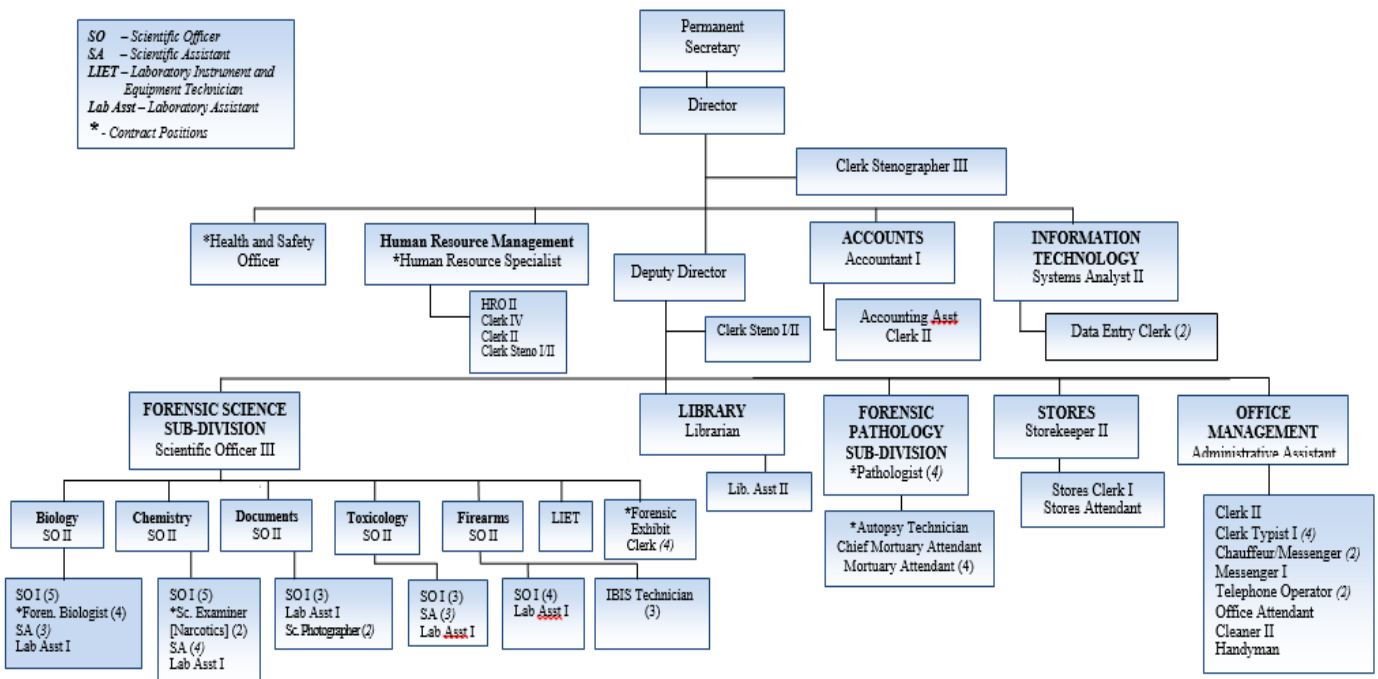 SO – Scientific Officer
SA – Scientific Assistant
LIET – Laboratory Instrument and
Equipment Technician
Lab Asst – Laboratory Assistant
* - Contract Positions
Permanent
Secretary
Director
Clerk Stenographer III
*Health and Safety
Officer
Human Resource Management
*Human Resource Specialist
HRO II
Clerk IV
Clerk II
Clerk Steno I/II
Deputy Director
Clerk Steno I/II
ACCOUNTS
Accountant I
Accounting Asst
Clerk II
INFORMATION
TECHNOLOGY
Systems Analyst II
Data Entry Clerk (2)
FORENSIC SCIENCE
SUB-DIVISION
Scientific Officer III
LIBRARY
Librarian
Lib. Asst II
FORENSIC
PATHOLOGY
SUB-DIVISION
*Pathologist (4)
*Autopsy Technician
Chief Mortuary Attendant
Mortuary Attendant (4)
STORES
Storekeeper II
Stores Clerk I
Stores Attendant
OFFICE
MANAGEMENT
Administrative Assistant
Clerk II
Clerk Typist I (4)
Chauffeur/Messenger (2)
Messenger I
Telephone Operator (2)
Office Attendant
Cleaner II
Handyman
Biology
SO II
Chemistry
SO II
Documents
SO II
Toxicology
SO II
Firearms
SO II
LIET
*Forensic
Exhibit
Clerk (4)
SO I (5)
*Foren. Biologist (4)
SA (3)
Lab Asst I
SO I (5)
*Sc. Examiner
[Narcotics] (2)
SA (4)
Lab Asst I
SO I (3)
Lab Asst I
Sc. Photographer (2)
SO I (3)
SA (3)
Lab Asst I
SO I (4)
Lab Asst I
IBIS Technician
(3)